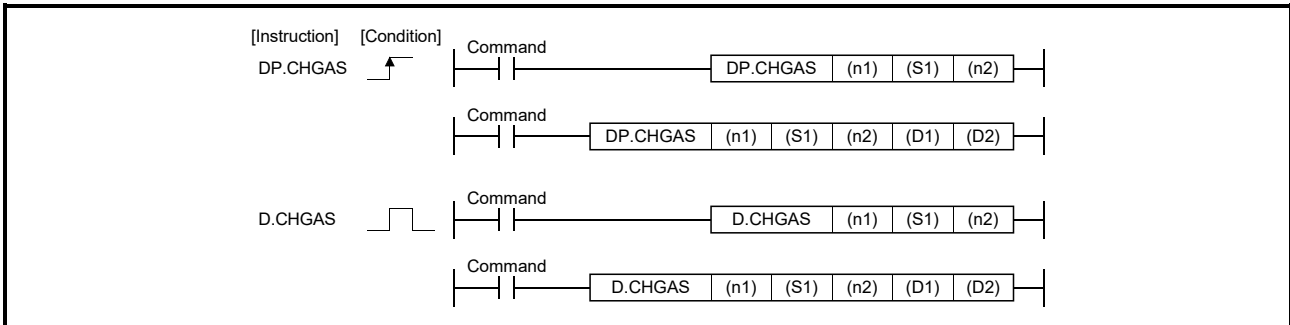 [Instruction] [Condition]
Command
DP.CHGAS DP.CHGAS (n1) (S1) (n2)
Command
DP.CHGAS (n1) (S1) (n2) (D1) (D2)
Command
D.CHGAS D.CHGAS (n1) (S1) (n2)
Command
D.CHGAS (n1) (S1) (n2) (D1) (D2)